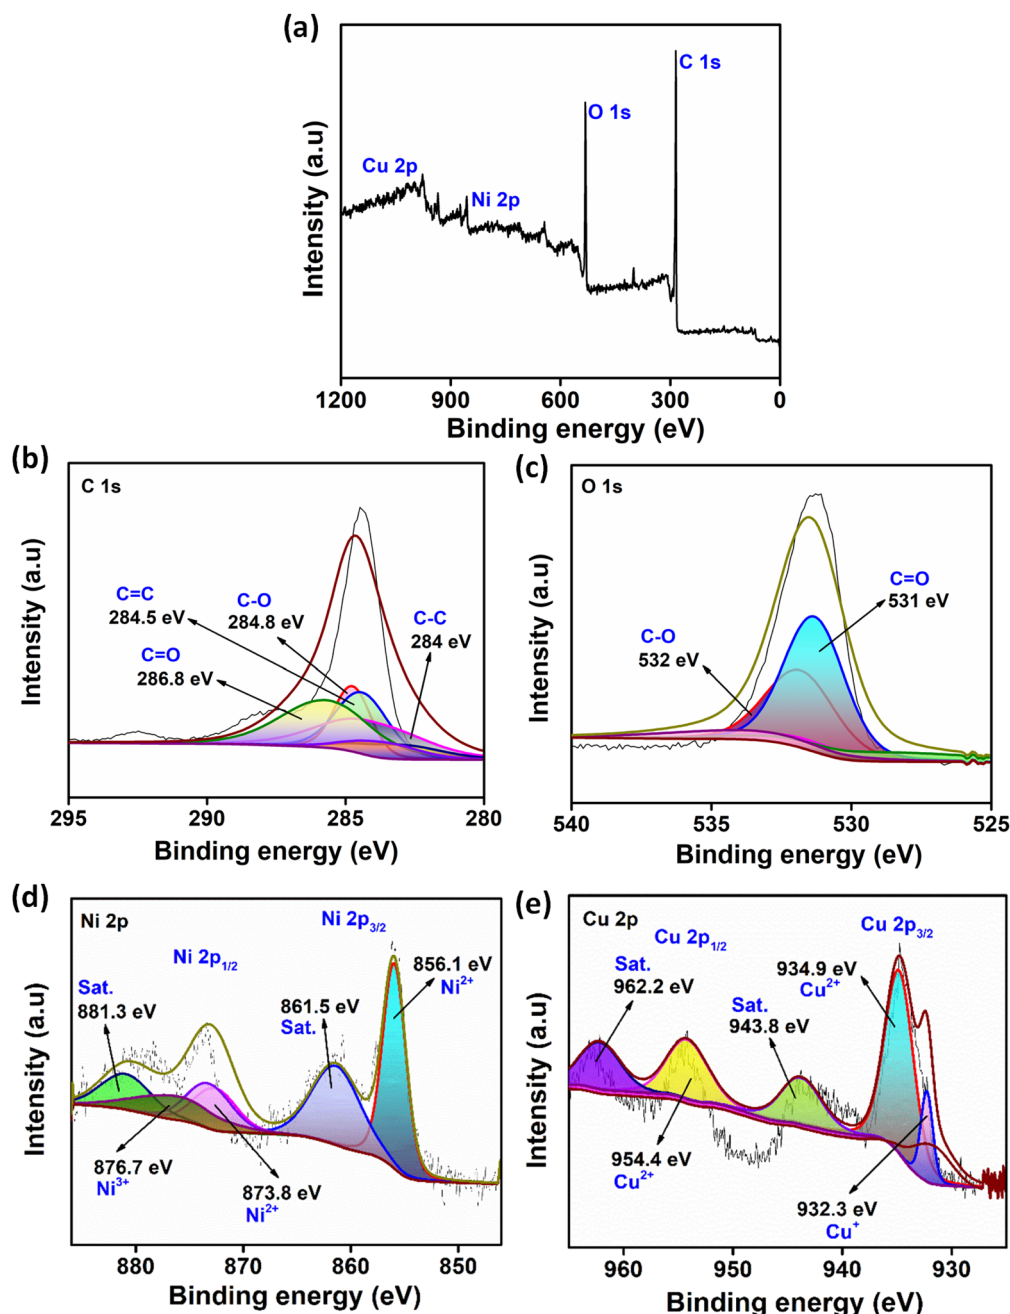 (a)
C 1s
O 1s
Cu 2p
Ni 2p
Intensity (a.u)
1200 900 600 300 0
Binding energy (eV)
(b)
C 1s
C=C
284.5 eV
C-O
284.8 eV
C-C
284 eV
C=O
286.8 eV
Intensity (a.u)
295 290 285 280
Binding energy (eV)
(c)
O 1s
C=O
531 eV
C-O
532 eV
Intensity (a.u)
540 535 530 525
Binding energy (eV)
(d)
Ni 2p
Ni 2p3/2
Ni 2p1/2
856.1 eV
Ni2+
Sat.
881.3 eV
861.5 eV
Sat.
876.7 eV
Ni3+
873.8 eV
Ni2+
Intensity (a.u)
880 870 860 850
Binding energy (eV)
(e)
Cu 2p
Cu 2p3/2
Cu 2p1/2
Sat.
962.2 eV
934.9 eV
Cu2+
Sat.
943.8 eV
954.4 eV
Cu2+
932.3 eV
Cu+
Intensity (a.u)
960 950 940 930
Binding energy (eV)